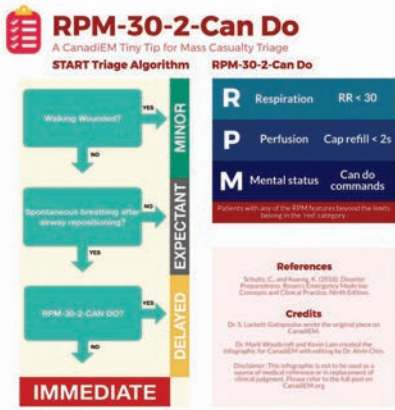 RPM-30-2-Can Do
A CanadiEM Tiny Tip for Mass Casualty Triage
START Triage Algorithm
RPM-30-2-Can Do
Walking Wounded?
YES
MINOR
NO
Spontaneous breathing after
airway repositioning?
NO
EXPECTANT
YES
RPM-30-2-CAN DO?
YES
DELAYED
NO
IMMEDIATE
R Respiration RR < 30
P Perfusion Cap refill < 2s
M Mental status Can do
commands
Patients with any of the RPM features beyond the limits
belong in the 'red' category
References
Schultz, C., and Koenig, K. (2018). Disaster
Preparedness. Rosen's Emergency Medicine
Concepts and Clinical Practice, Ninth Edition.
Credits
Dr. S. Luckett-Gatopoulos wrote the original piece on
CanadiEM.
Dr. Mark Woodcroft and Kevin Lam created the
infographic for CanadiEM with editing by Dr. Alvin Chin.
Disclaimer: This infographic is not to be used as a
source of medical reference or in replacement of
clinical judgment. Please refer to the full post on
CanadiEM.org